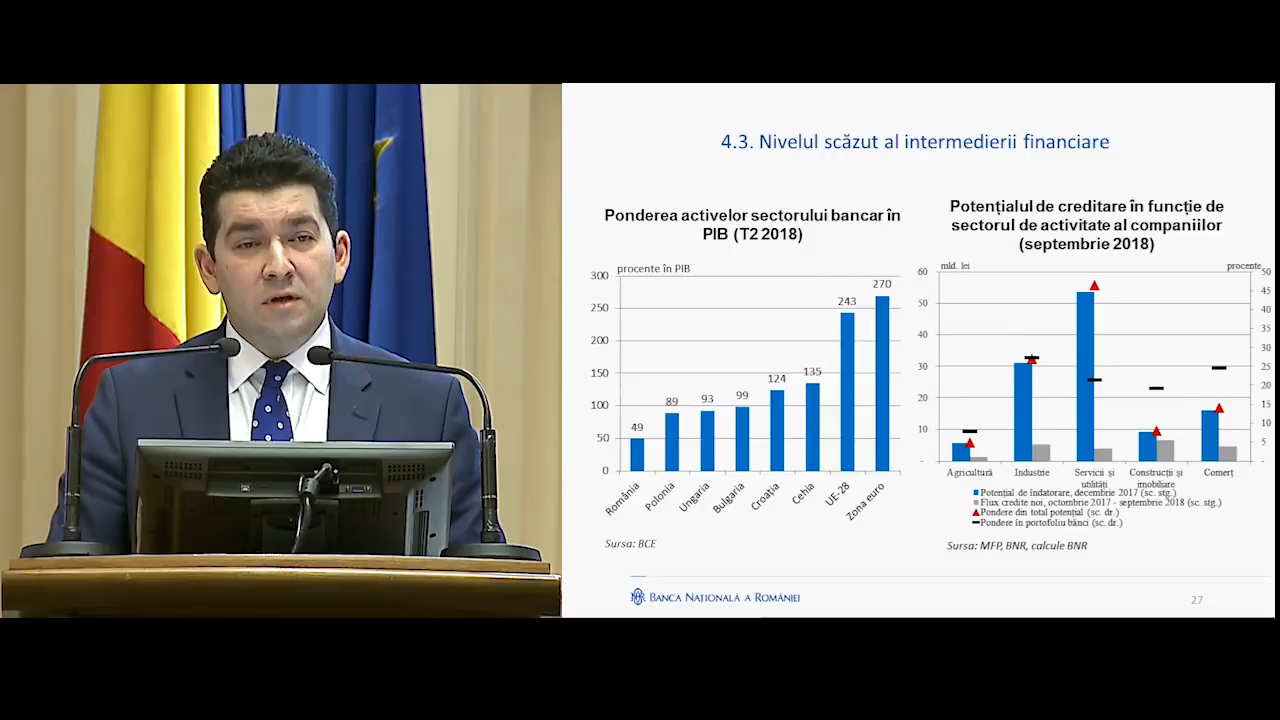 4.3. Nivelul scăzut al intermedierii financiare
Ponderea activelor sectorului bancar în
PIB (T2 2018)
procente în PIB
300
250
200
150
100
50
0
49
89
93
99
124
135
243
270
România
Polonia
Ungaria
Bulgaria
Croația
Cehia
UE-28
Zona euro
Sursa: BCE
Potențialul de creditare în funcție de
sectorul de activitate al companiilor
(septembrie 2018)
mld. lei
procente
60
50
40
30
20
10
-
50
45
40
35
30
25
20
15
10
5
-
Agricultură
Industrie
Servicii și
utilități
Construcții și
imobiliare
Comerț
Potențial de îndatorare, decembrie 2017 (sc. stg.)
Flux credite noi, octombrie 2017 - septembrie 2018 (sc. stg.)
Pondere din total potențial (sc. dr.)
Pondere în portofoliu bănci (sc. dr.)
Sursa: MFP, BNR, calcule BNR
BANCA NAȚIONALĂ A ROMÂNIEI
27